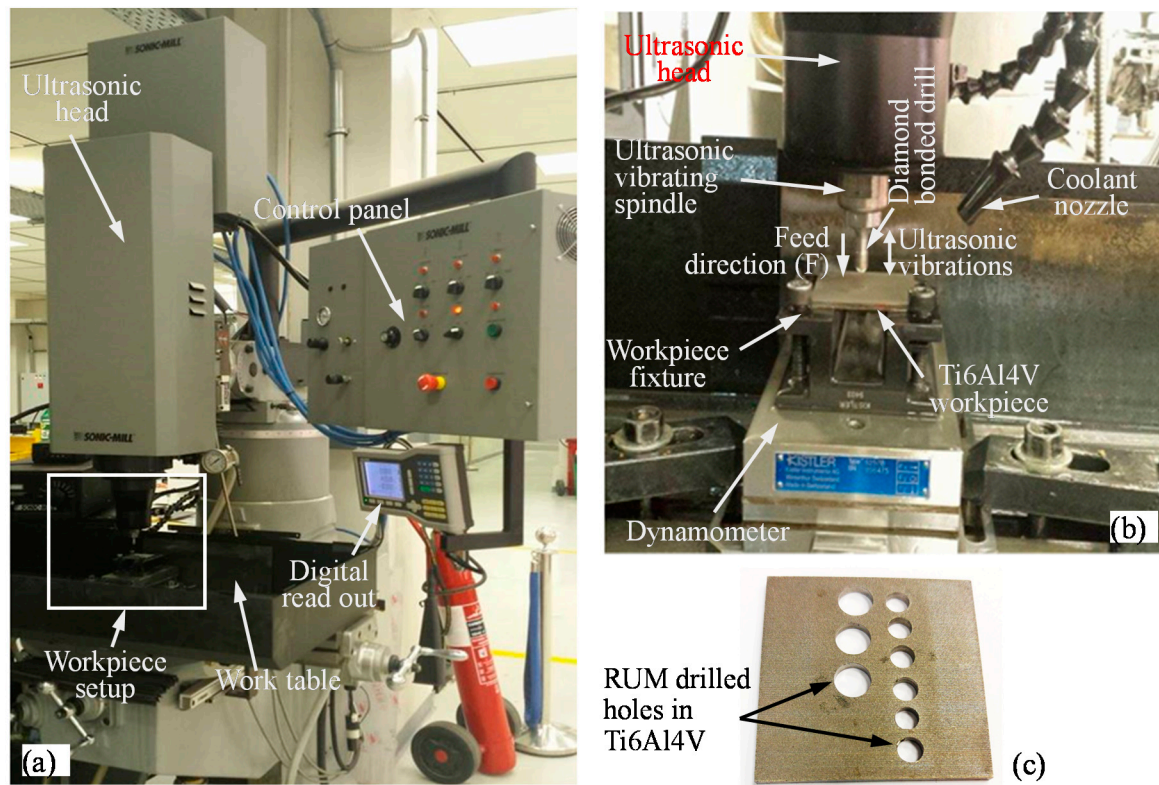 SONIC-MILL
Ultrasonic
head
Control panel
SONIC-MILL
SONIC-MILL
Digital
read out
Workpiece
setup
Work table
(a)
Ultrasonic
head
Diamond
bonded drill
Ultrasonic
vibrating
spindle
Coolant
nozzle
Feed
direction (F)
Ultrasonic
vibrations
Workpiece
fixture
Ti6Al4V
workpiece
KISTLER
KISTLER
Dynamometer
(b)
RUM drilled
holes in
Ti6Al4V
(c)